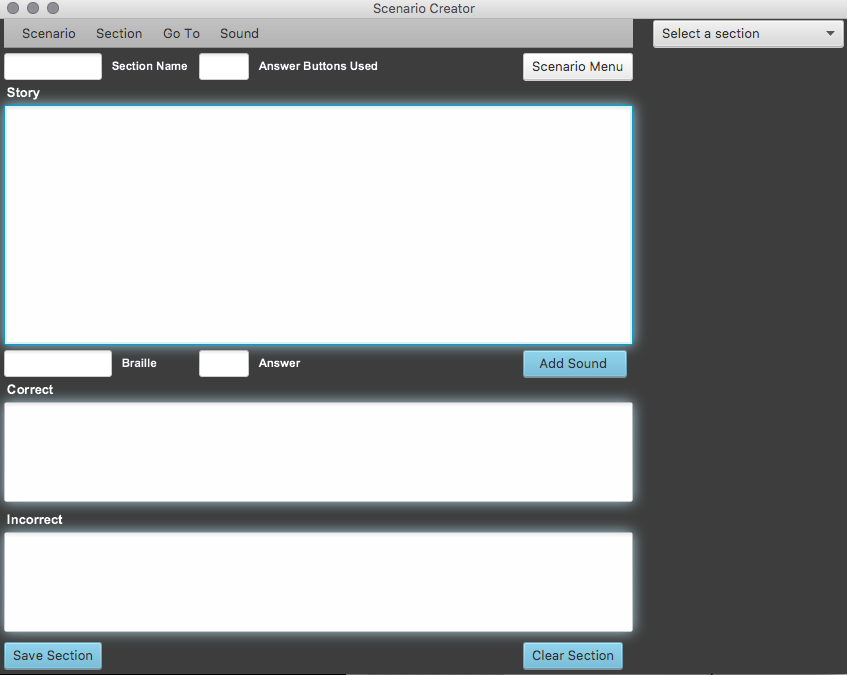 Scenario Creator
Scenario Section Go To Sound
Select a section
Section Name Answer Buttons Used Scenario Menu
Story
Braille Answer Add Sound
Correct
Incorrect
Save Section Clear Section